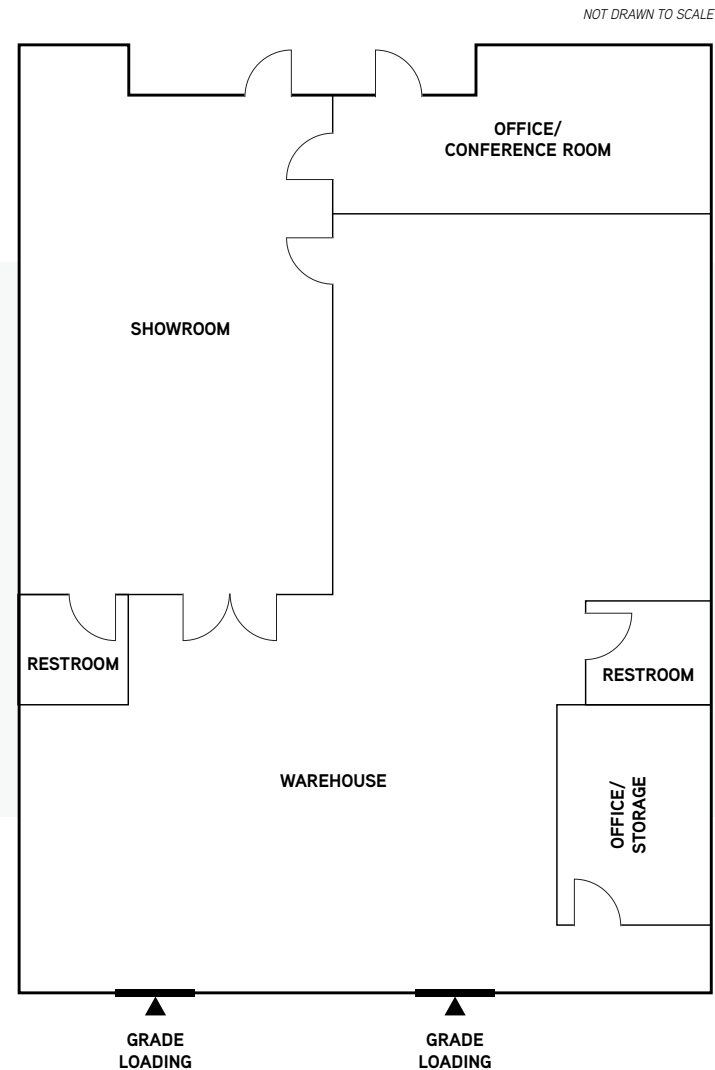 NOT DRAWN TO SCALE
OFFICE/
CONFERENCE ROOM
SHOWROOM
RESTROOM
RESTROOM
WAREHOUSE
OFFICE/
STORAGE
GRADE
LOADING
GRADE
LOADING